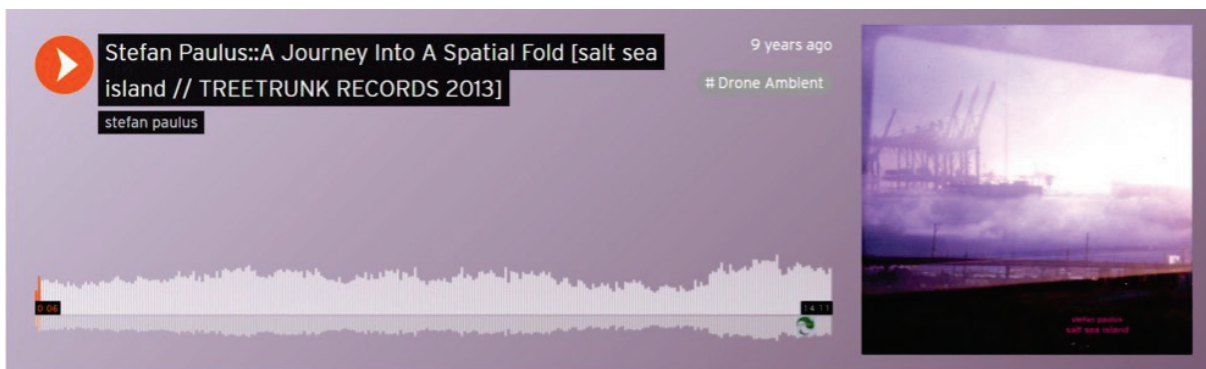 Stefan Paulus::A Journey Into A Spatial Fold [salt sea
island // TREETRUNK RECORDS 2013]
stefan paulus
9 years ago
# Drone Ambient
0:06
14:11
stefan paulus
salt sea island